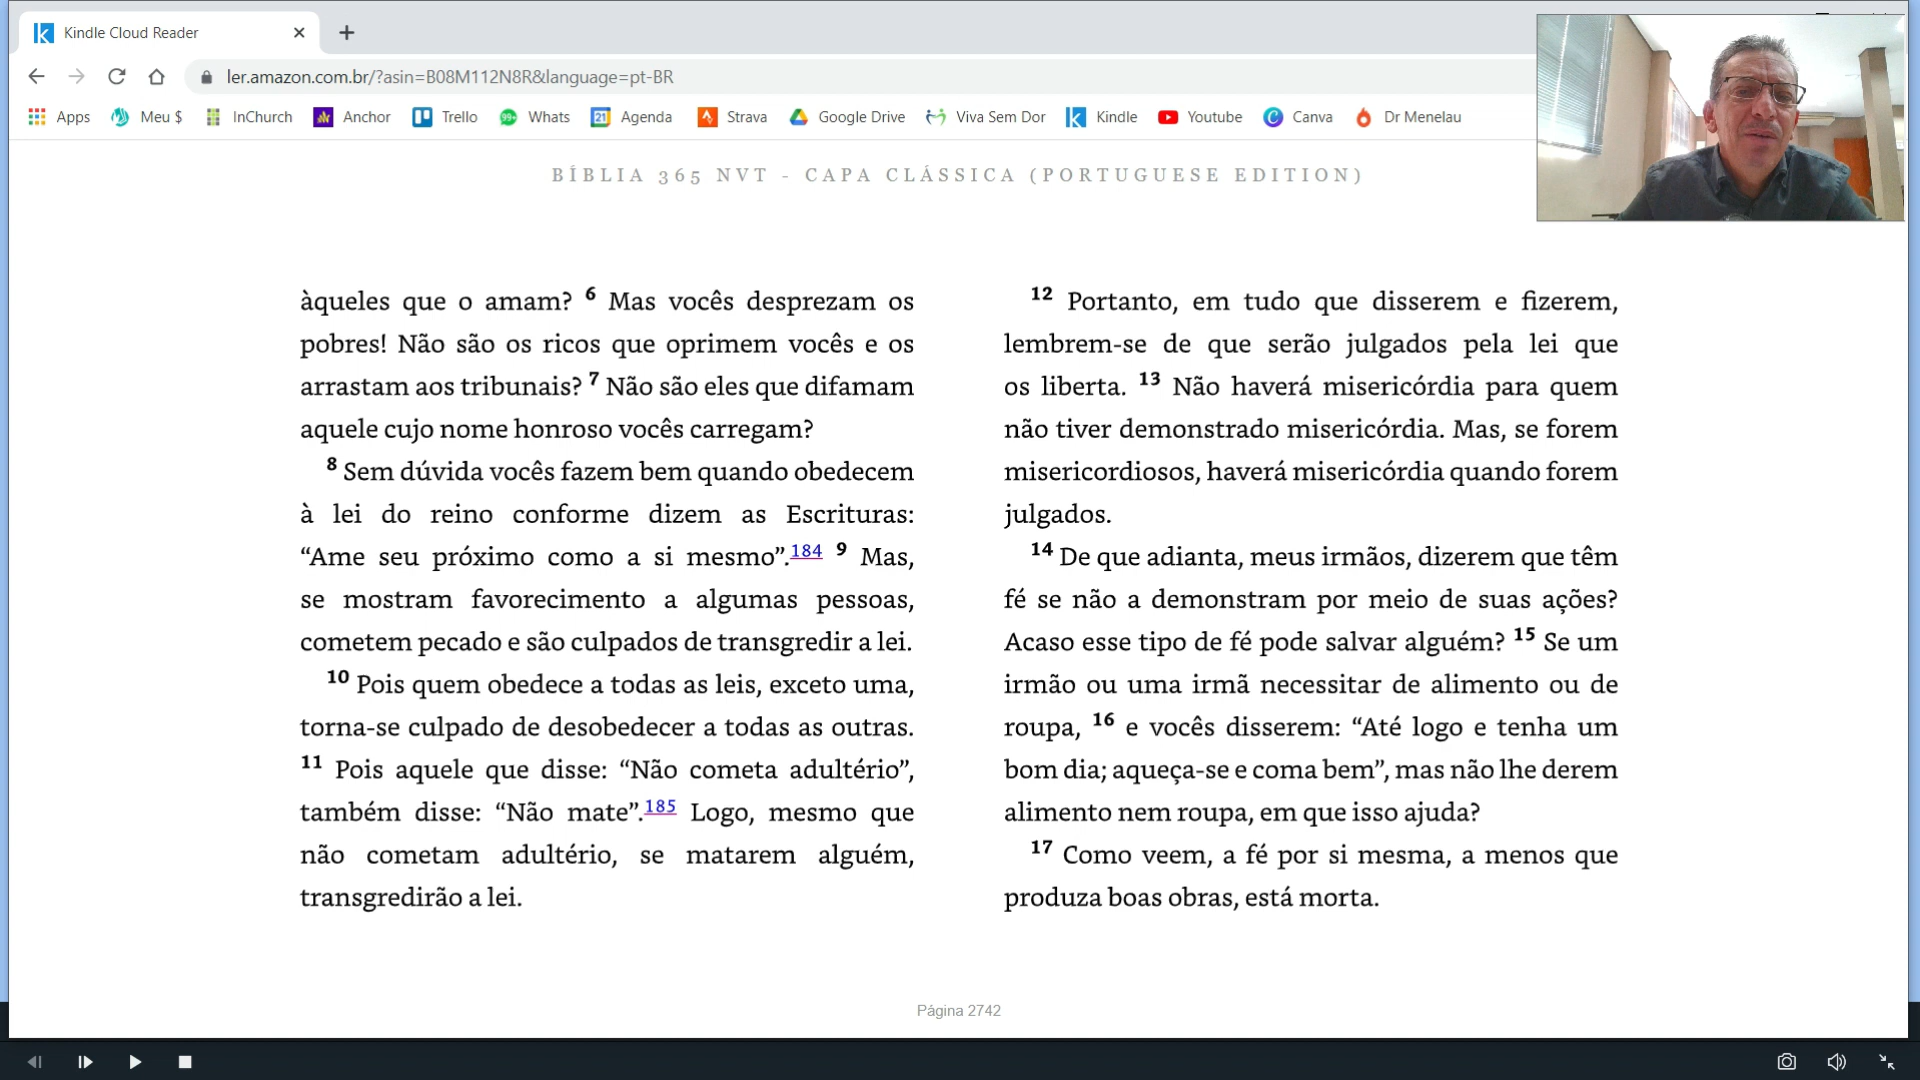 Kindle Cloud Reader
ler.amazon.com.br/?asin=B08M112N8R&language=pt-BR
Apps Meu $ InChurch Anchor Trello 99+ Whats 21 Agenda Strava Google Drive Viva Sem Dor Kindle Youtube Canva Dr Menelau
BÍBLIA 365 NVT - CAPA CLÁSSICA (PORTUGUESE EDITION)
àqueles que o amam? 6 Mas vocês desprezam os
pobres! Não são os ricos que oprimem vocês e os
arrastam aos tribunais? 7 Não são eles que difamam
aquele cujo nome honroso vocês carregam?
8 Sem dúvida vocês fazem bem quando obedecem
à lei do reino conforme dizem as Escrituras:
“Ame seu próximo como a si mesmo”.184 9 Mas,
se mostram favorecimento a algumas pessoas,
cometem pecado e são culpados de transgredir a lei.
10 Pois quem obedece a todas as leis, exceto uma,
torna-se culpado de desobedecer a todas as outras.
11 Pois aquele que disse: “Não cometa adultério”,
também disse: “Não mate”.185 Logo, mesmo que
não cometam adultério, se matarem alguém,
transgredirão a lei.
12 Portanto, em tudo que disserem e fizerem,
lembrem-se de que serão julgados pela lei que
os liberta. 13 Não haverá misericórdia para quem
não tiver demonstrado misericórdia. Mas, se forem
misericordiosos, haverá misericórdia quando forem
julgados.
14 De que adianta, meus irmãos, dizerem que têm
fé se não a demonstram por meio de suas ações?
Acaso esse tipo de fé pode salvar alguém? 15 Se um
irmão ou uma irmã necessitar de alimento ou de
roupa, 16 e vocês disserem: “Até logo e tenha um
bom dia; aqueça-se e coma bem”, mas não lhe derem
alimento nem roupa, em que isso ajuda?
17 Como veem, a fé por si mesma, a menos que
produza boas obras, está morta.
Página 2742